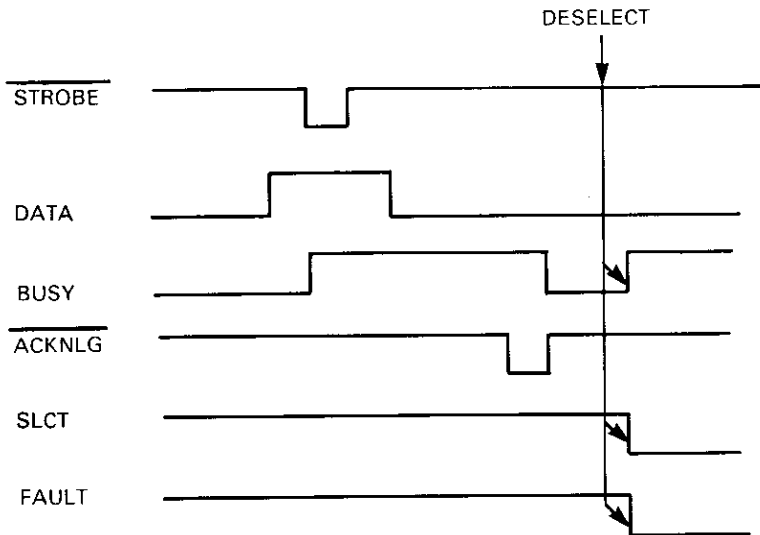 DESELECT
STROBE
DATA
BUSY
ACKNLG
SLCT
FAULT